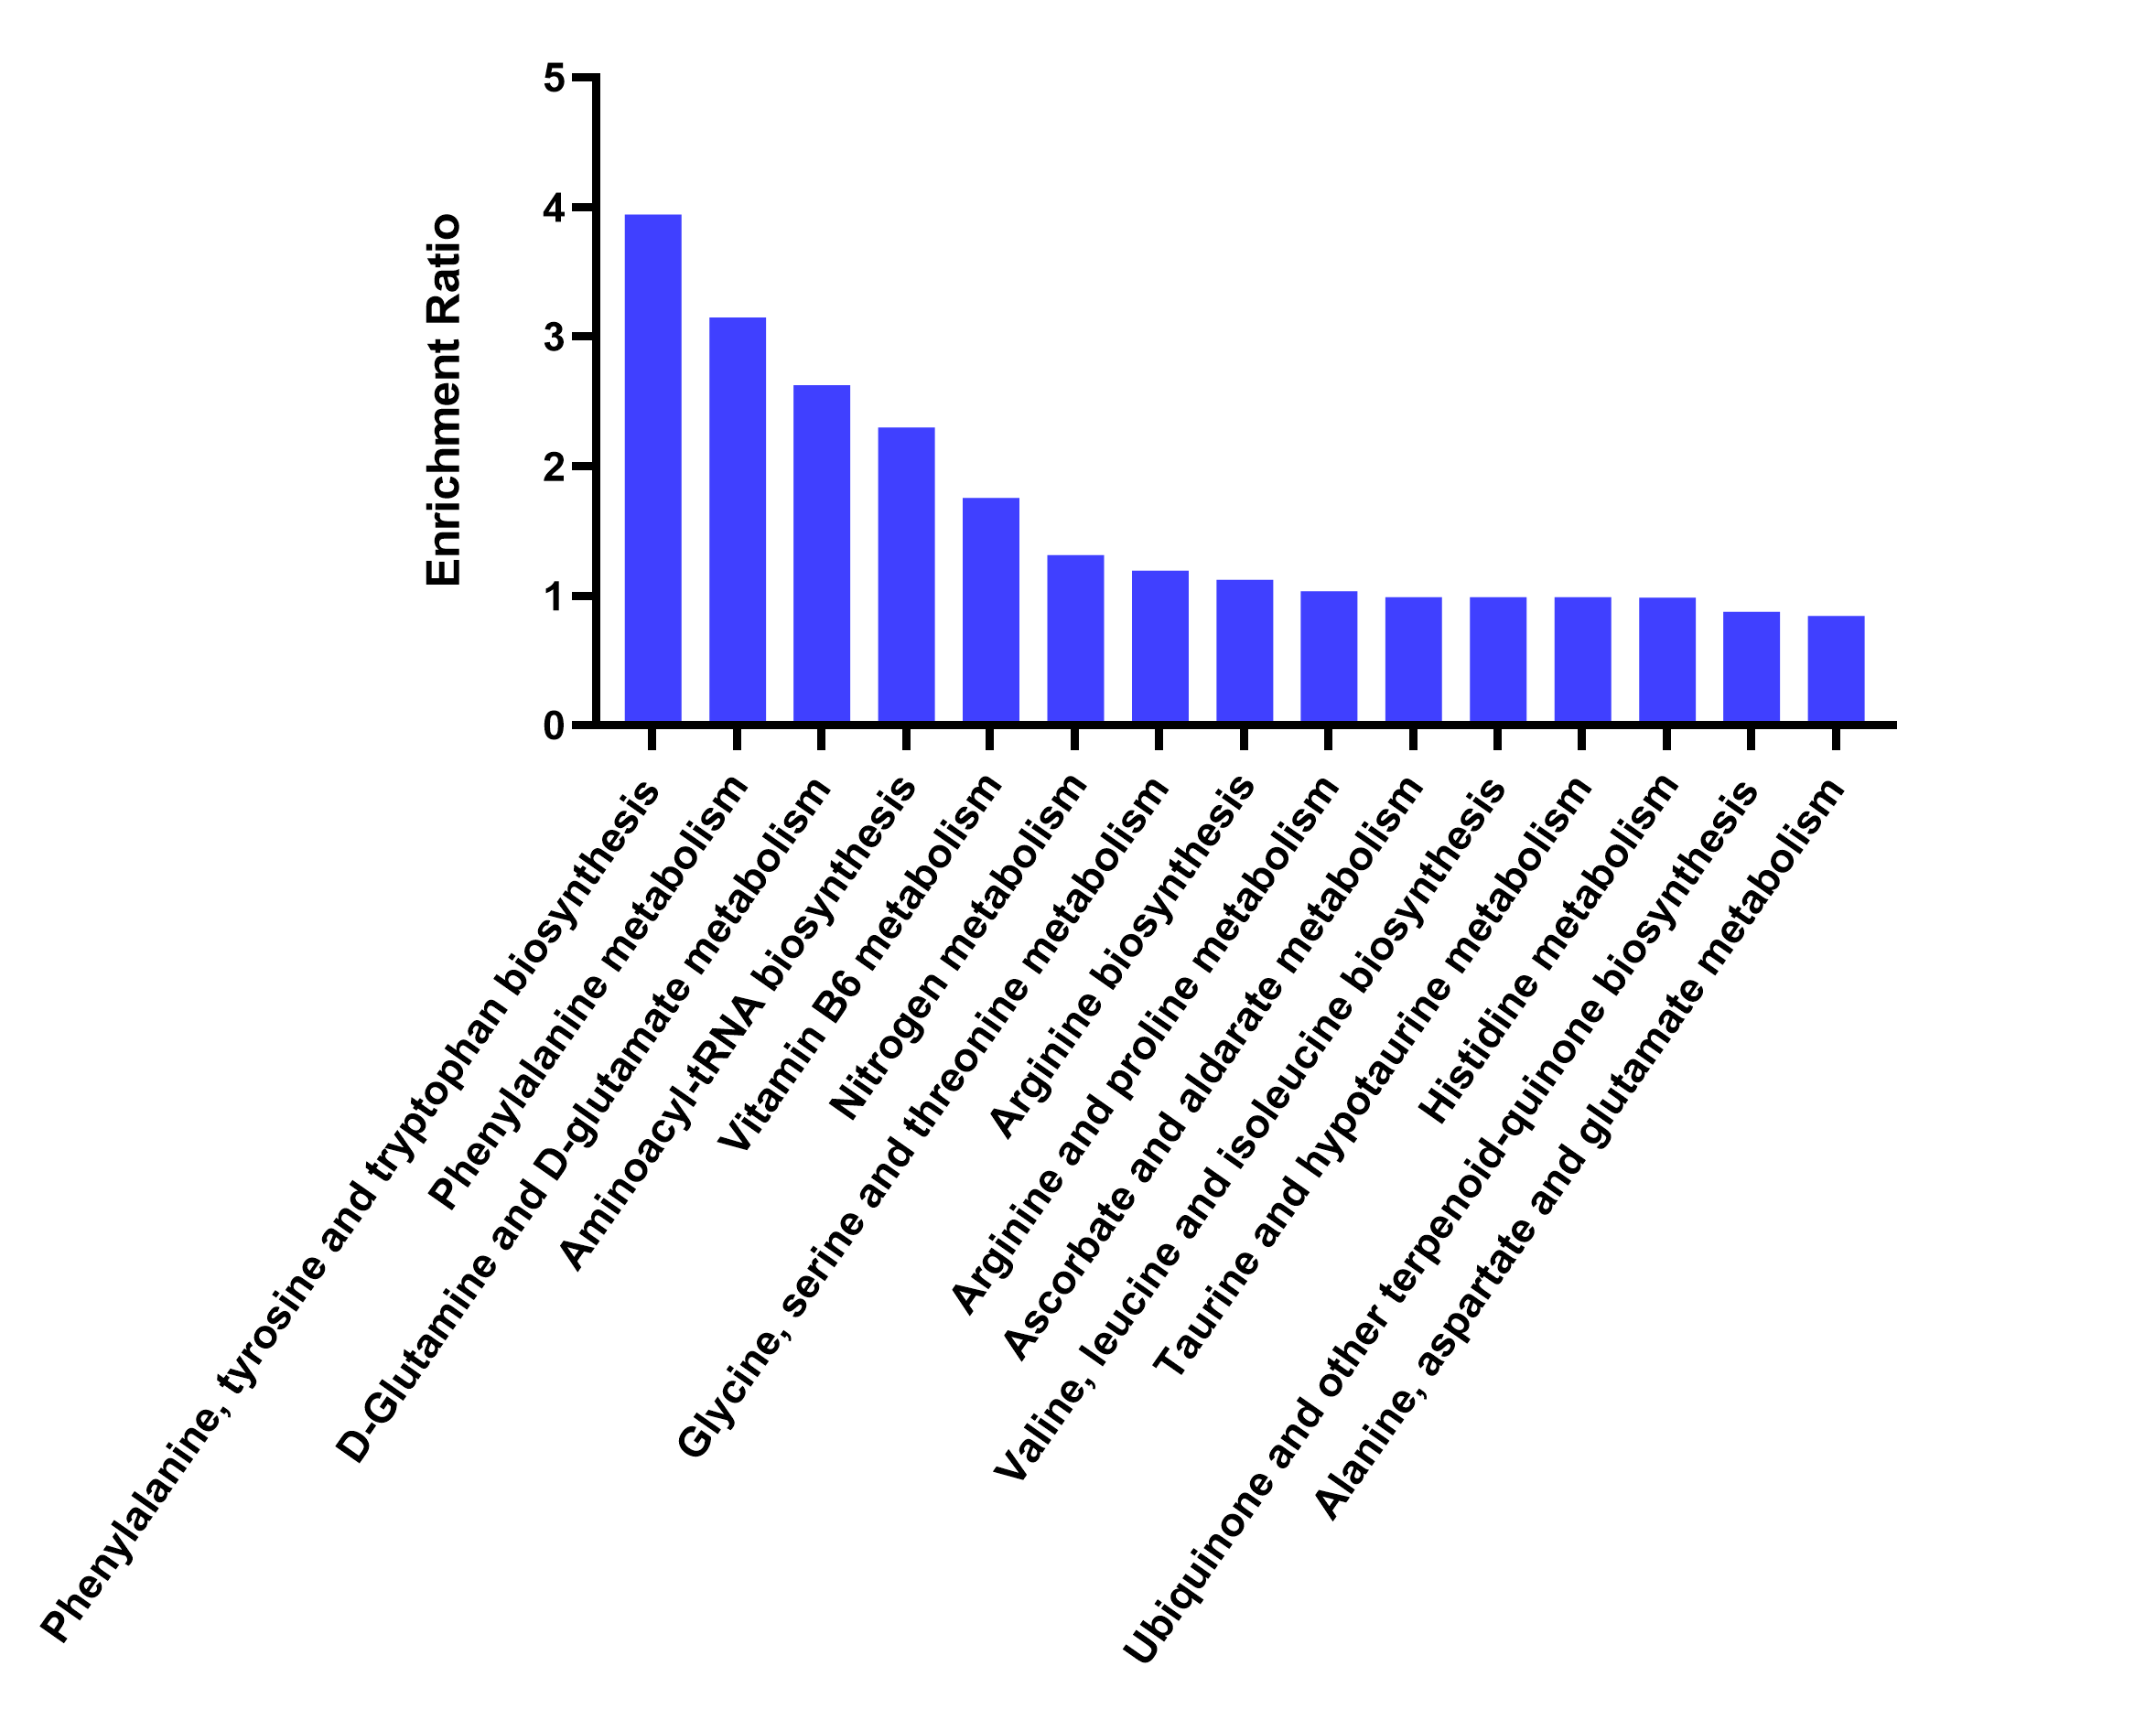 Enrichment Ratio
5
4
3
2
1
0
Phenylalanine, tyrosine and tryptophan biosynthesis
Phenylalanine metabolism
D-Glutamine and D-glutamate metabolism
Aminoacyl-tRNA biosynthesis
Vitamin B6 metabolism
Nitrogen metabolism
Glycine, serine and threonine metabolism
Arginine biosynthesis
Arginine and proline metabolism
Ascorbate and aldarate metabolism
Valine, leucine and isoleucine biosynthesis
Taurine and hypotaurine metabolism
Histidine metabolism
Ubiquinone and other terpenoid-quinone biosynthesis
Alanine, aspartate and glutamate metabolism